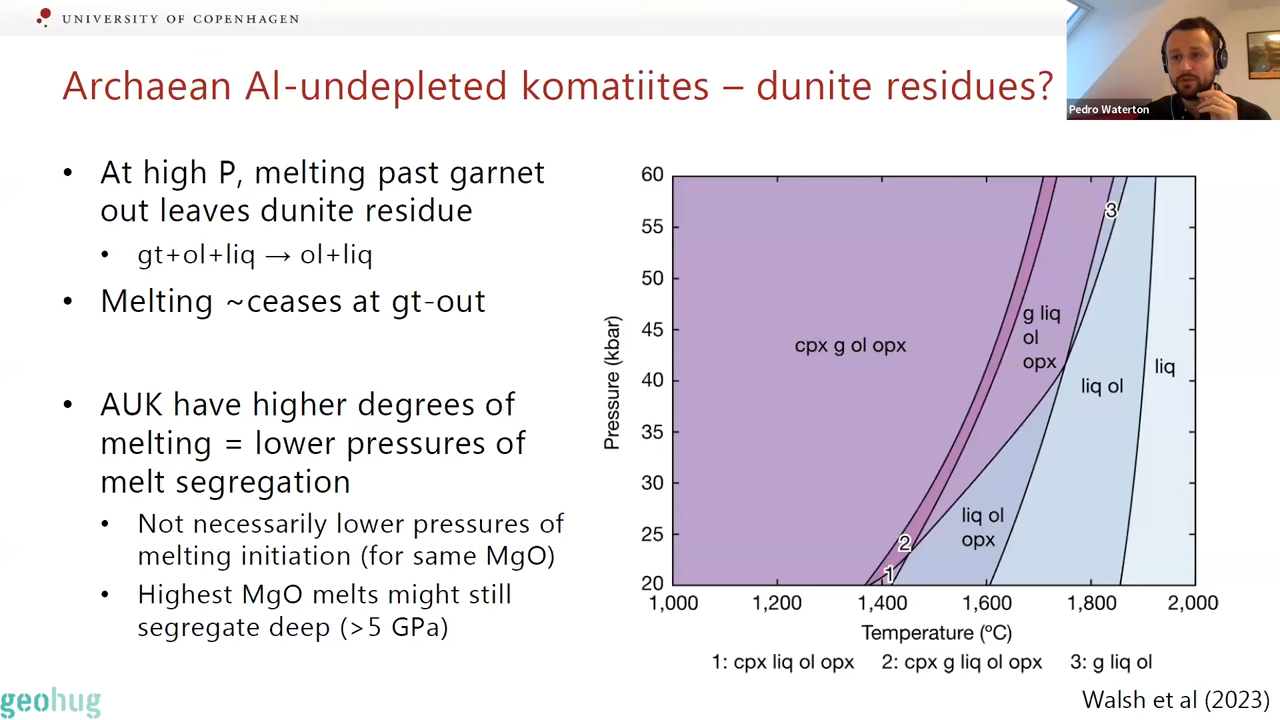 UNIVERSITY OF COPENHAGEN
Archaean Al-undepleted komatiites – dunite residues?
Pedro Waterton
• At high P, melting past garnet
out leaves dunite residue
• gt+ol+liq → ol+liq
• Melting ~ceases at gt-out
• AUK have higher degrees of
melting = lower pressures of
melt segregation
• Not necessarily lower pressures of
melting initiation (for same MgO)
• Highest MgO melts might still
segregate deep (>5 GPa)
geohug
Pressure (kbar)
60
55
50
45
40
35
30
25
20
cpx g ol opx
g liq
ol
opx
3
liq ol
liq
liq ol
opx
2
1
1,000
1,200
1,400
1,600
1,800
2,000
Temperature (ºC)
1: cpx liq ol opx
2: cpx g liq ol opx
3: g liq ol
Walsh et al (2023)